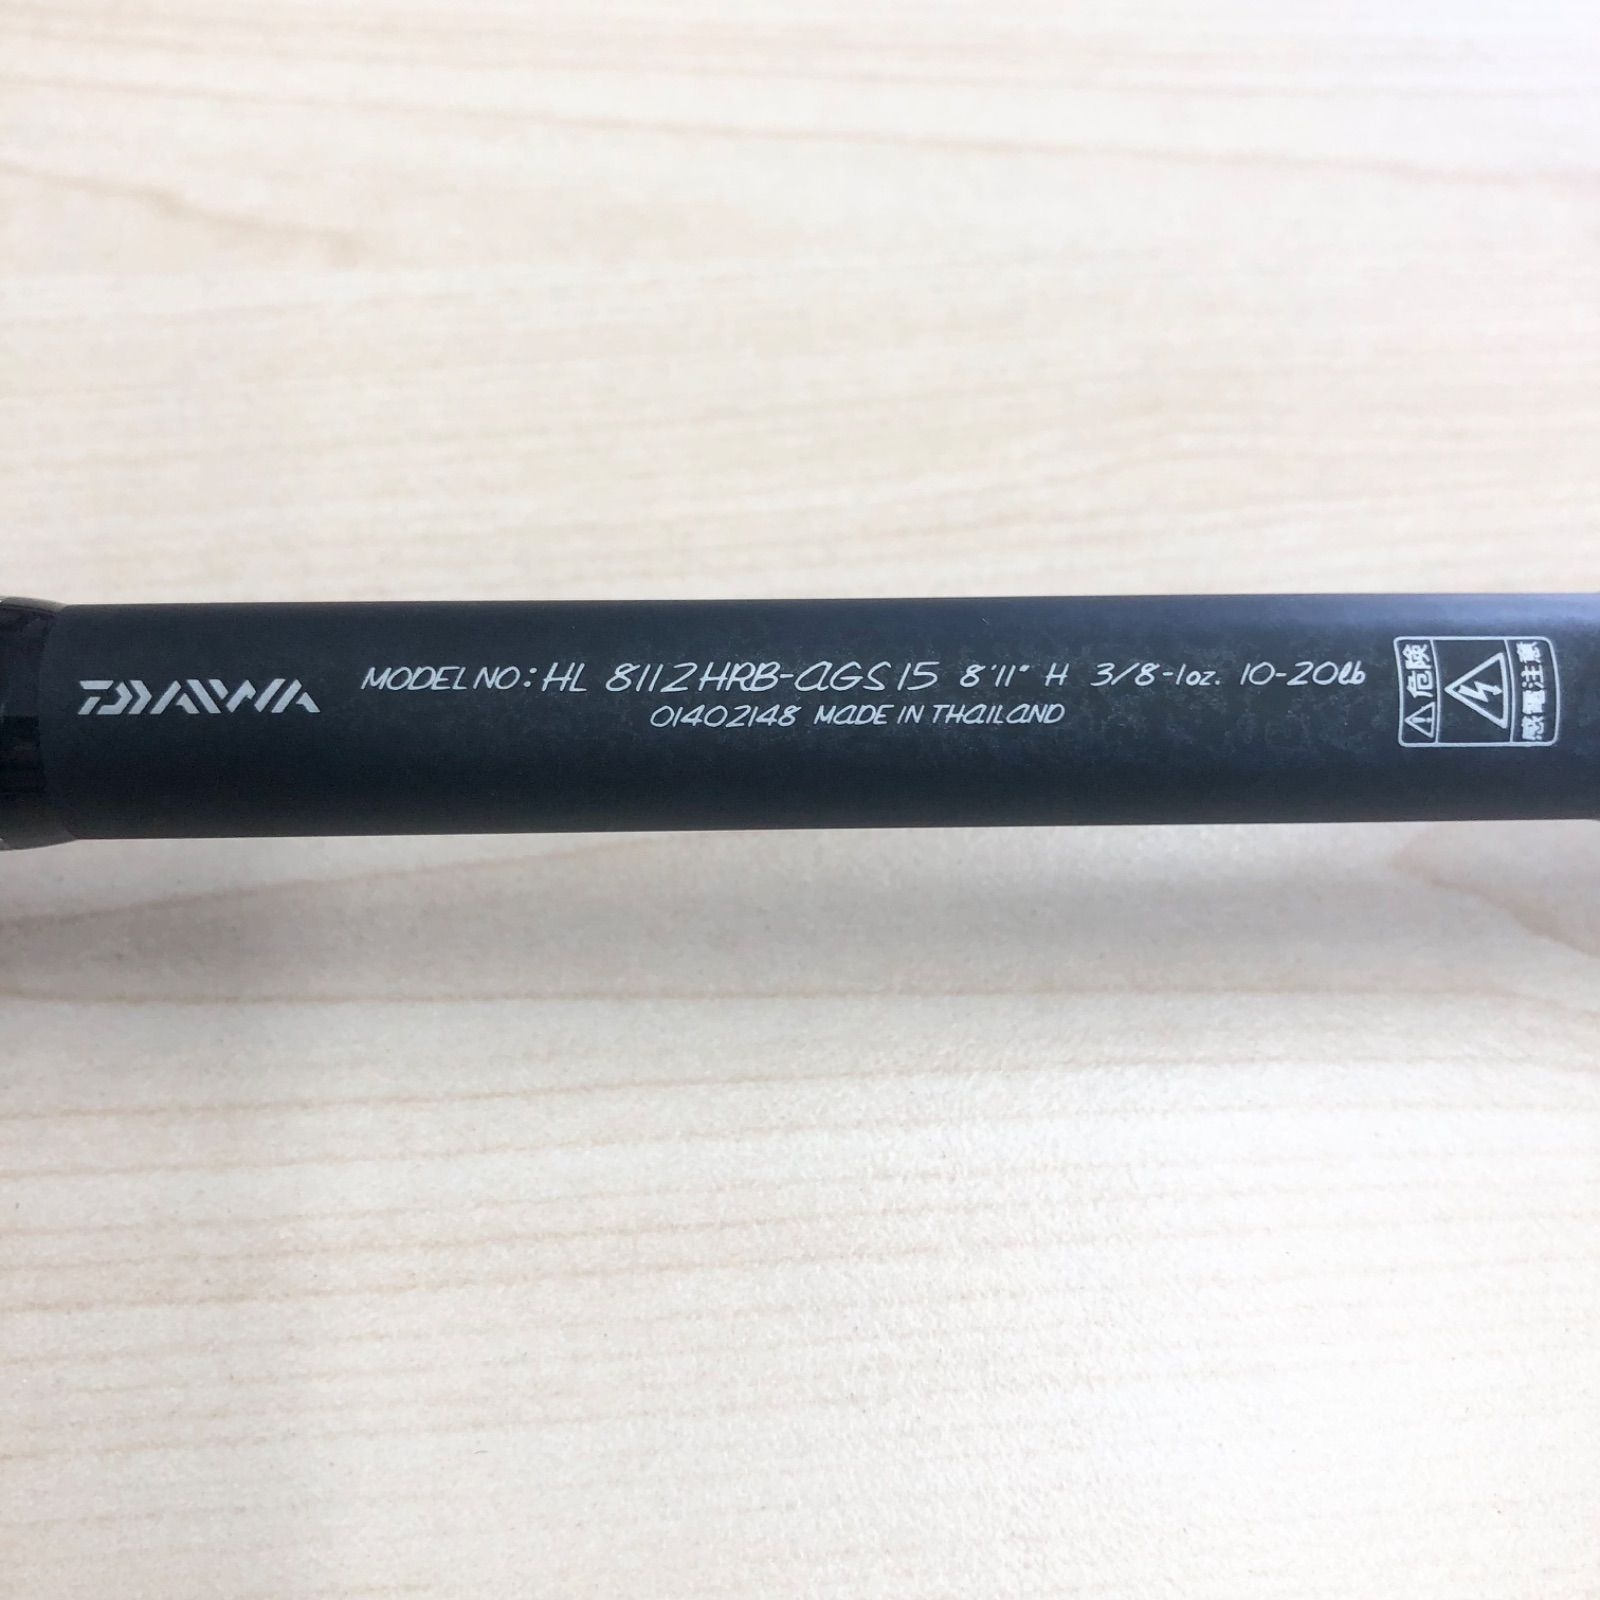 DAIWA
MODEL NO: HL 8112HRB-AGS15 8'11" H 3/8-1oz. 10-20lb
01402148 MADE IN THAILAND
危険
感電注意